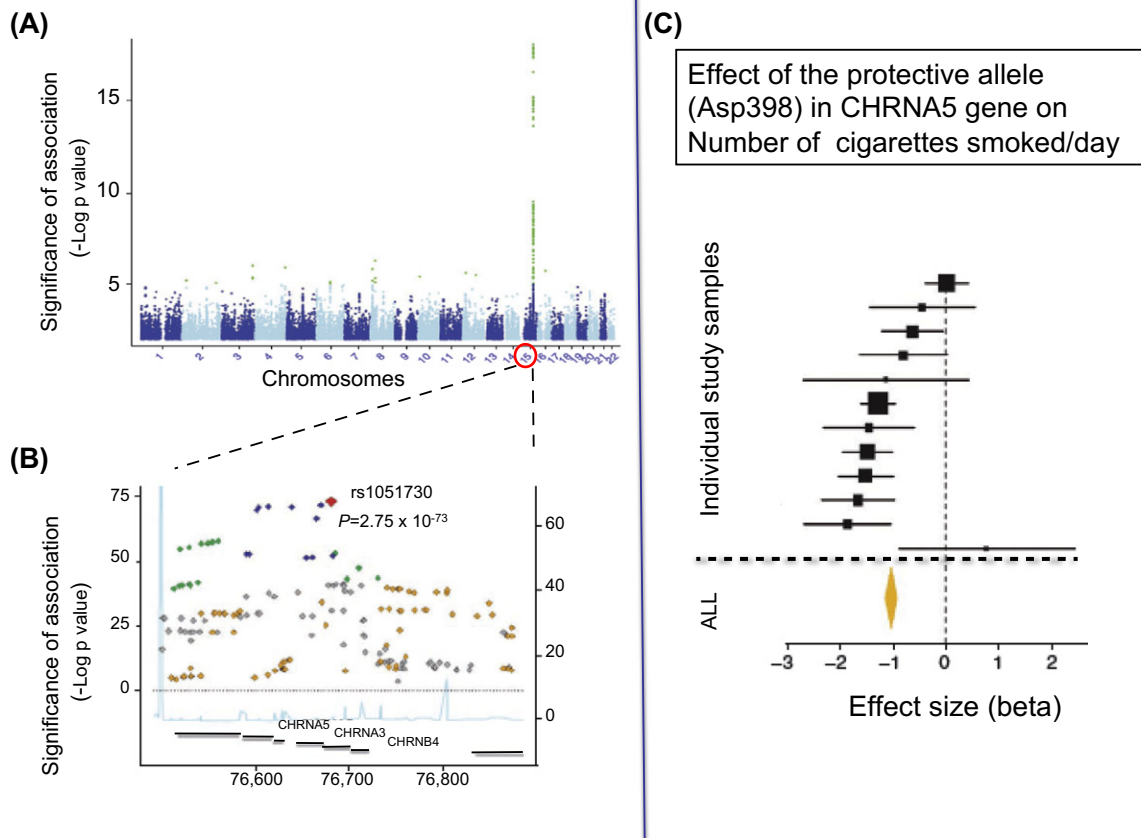 (A)
Significance of association
(-Log p value)
15
10
5
1 2 3 4 5 6 7 8 9 10 11 12 13 14 15 16 17 18 19 20 21 22
Chromosomes
(B)
Significance of association
(-Log p value)
75
50
25
0
rs1051730
P=2.75 x 10-73
60
40
20
0
CHRNA5
CHRNA3
CHRNB4
76,600 76,700 76,800
(C)
Effect of the protective allele
(Asp398) in CHRNA5 gene on
Number of cigarettes smoked/day
Individual study samples
ALL
-3 -2 -1 0 1 2
Effect size (beta)